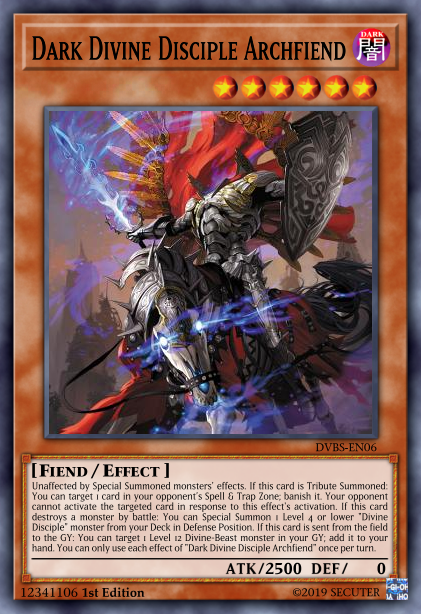 Dark Divine Disciple Archfiend
DARK
闇
DVBS-EN06
[Fiend / Effect ]
Unaffected by Special Summoned monsters' effects. If this card is Tribute Summoned:
You can target 1 card in your opponent's Spell & Trap Zone; banish it. Your opponent
cannot activate the targeted card in response to this effect's activation. If this card
destroys a monster by battle: You can Special Summon 1 Level 4 or lower "Divine
Disciple" monster from your Deck in Defense Position. If this card is sent from the field
to the GY: You can target 1 Level 12 Divine-Beast monster in your GY; add it to your
hand. You can only use each effect of "Dark Divine Disciple Archfiend" once per turn.
ATK/2500 DEF/ 0
12341106 1st Edition ©2019 SECUTER